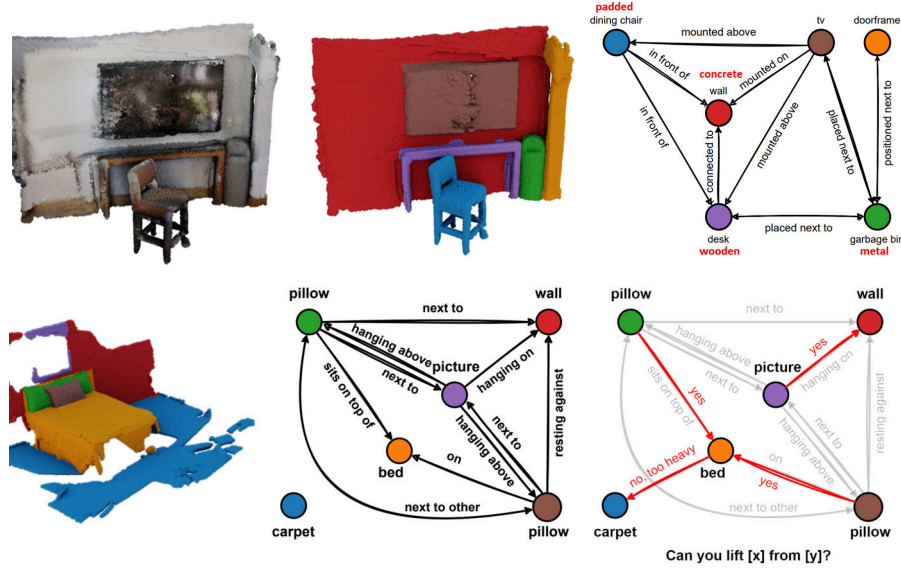 padded
dining chair
tv
doorframe
mounted above
in front of
concrete
wall
mounted on
in front of
connected to
mounted above
placed next to
positioned next to
desk
wooden
placed next to
garbage bin
metal
pillow
wall
next to
hanging above
next to
picture
hanging on
sits on top of
next to
hanging above
resting against
on
bed
next to other
carpet
pillow
pillow
wall
next to
hanging above
next to
picture
yes
hanging on
sits on top of
yes
next to
hanging above
resting against
on
no, too heavy
bed
yes
next to other
carpet
pillow
Can you lift [x] from [y]?